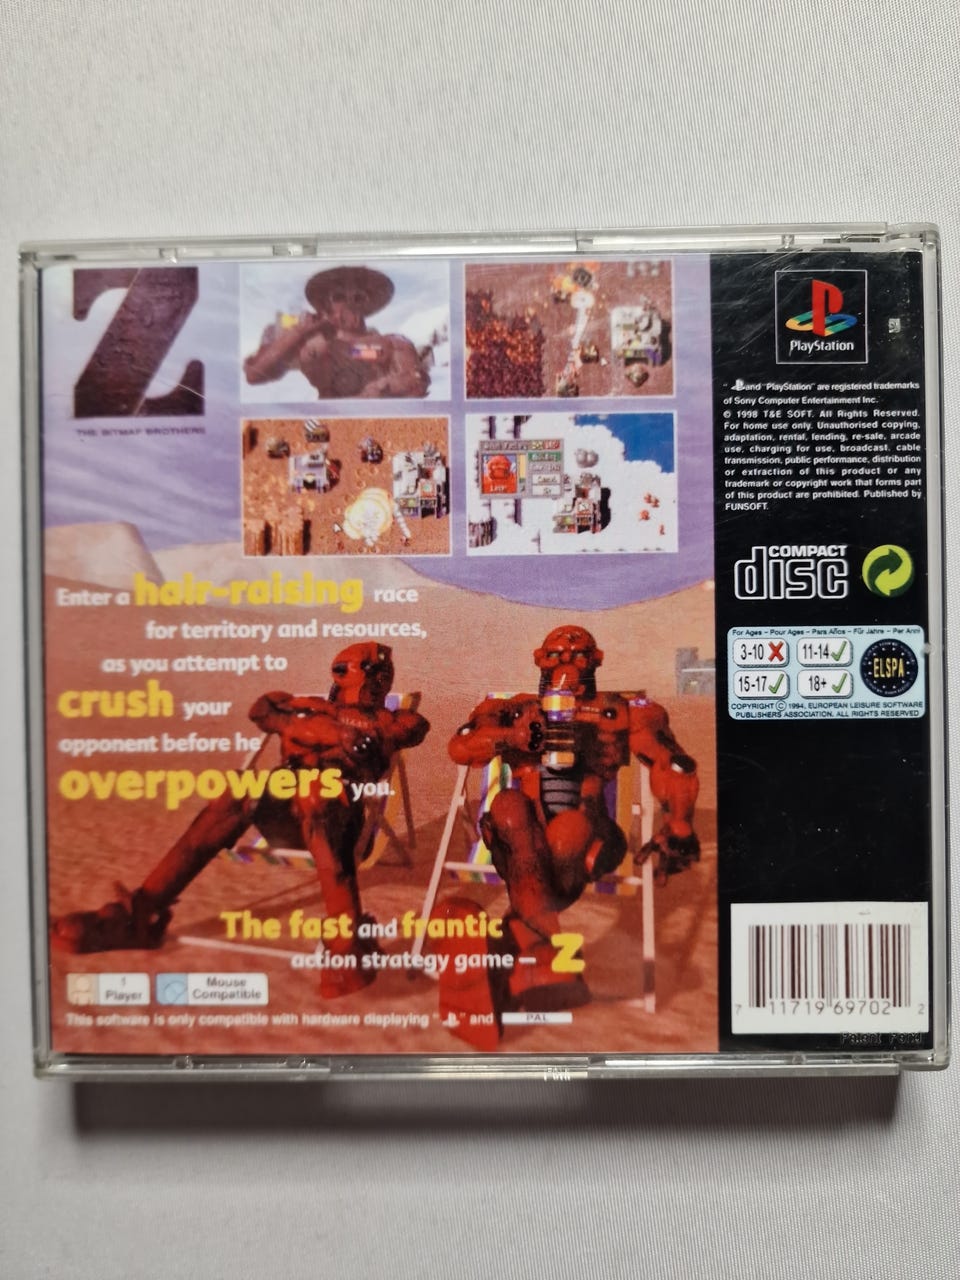 Z
THE BITMAP BROTHERS
Enter a hair-raising race
for territory and resources,
as you attempt to
crush your
opponent before he
overpowers you.
The fast and frantic
action strategy game – Z
1
Player
Mouse
Compatible
This software is only compatible with hardware displaying " " and PAL
PlayStation
" and "PlayStation" are registered trademarks
of Sony Computer Entertainment Inc.
© 1998 T&E SOFT. All Rights Reserved.
For home use only. Unauthorised copying,
adaptation, rental, lending, re-sale, arcade
use, charging for use, broadcast, cable
transmission, public performance, distribution
or extraction of this product or any
trademark or copyright work that forms part
of this product are prohibited. Published by
FUNSOFT.
COMPACT
disc
For Ages – Pour Ages – Para Años – Für Jahre – Per Anni
3-10 11-14
15-17 18+
ELSPA
COPYRIGHT © 1994, EUROPEAN LEISURE SOFTWARE
PUBLISHERS ASSOCIATION. ALL RIGHTS RESERVED
7 11719 69702 2
Patent Pend